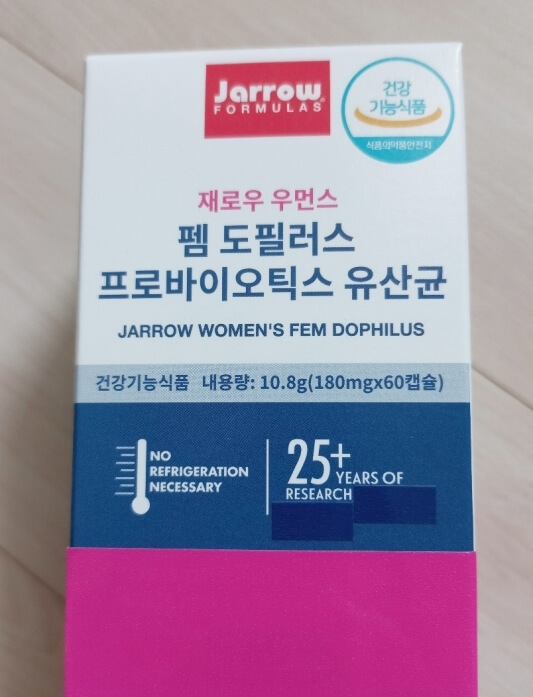 Jarrow
FORMULAS
건강
기능식품
식품의약품안전처
재로우 우먼스
펨 도필러스
프로바이오틱스 유산균
JARROW WOMEN'S FEM DOPHILUS
건강기능식품 내용량: 10.8g(180mgx60캡슐)
NO
REFRIGERATION
NECESSARY
25+
YEARS OF
RESEARCH